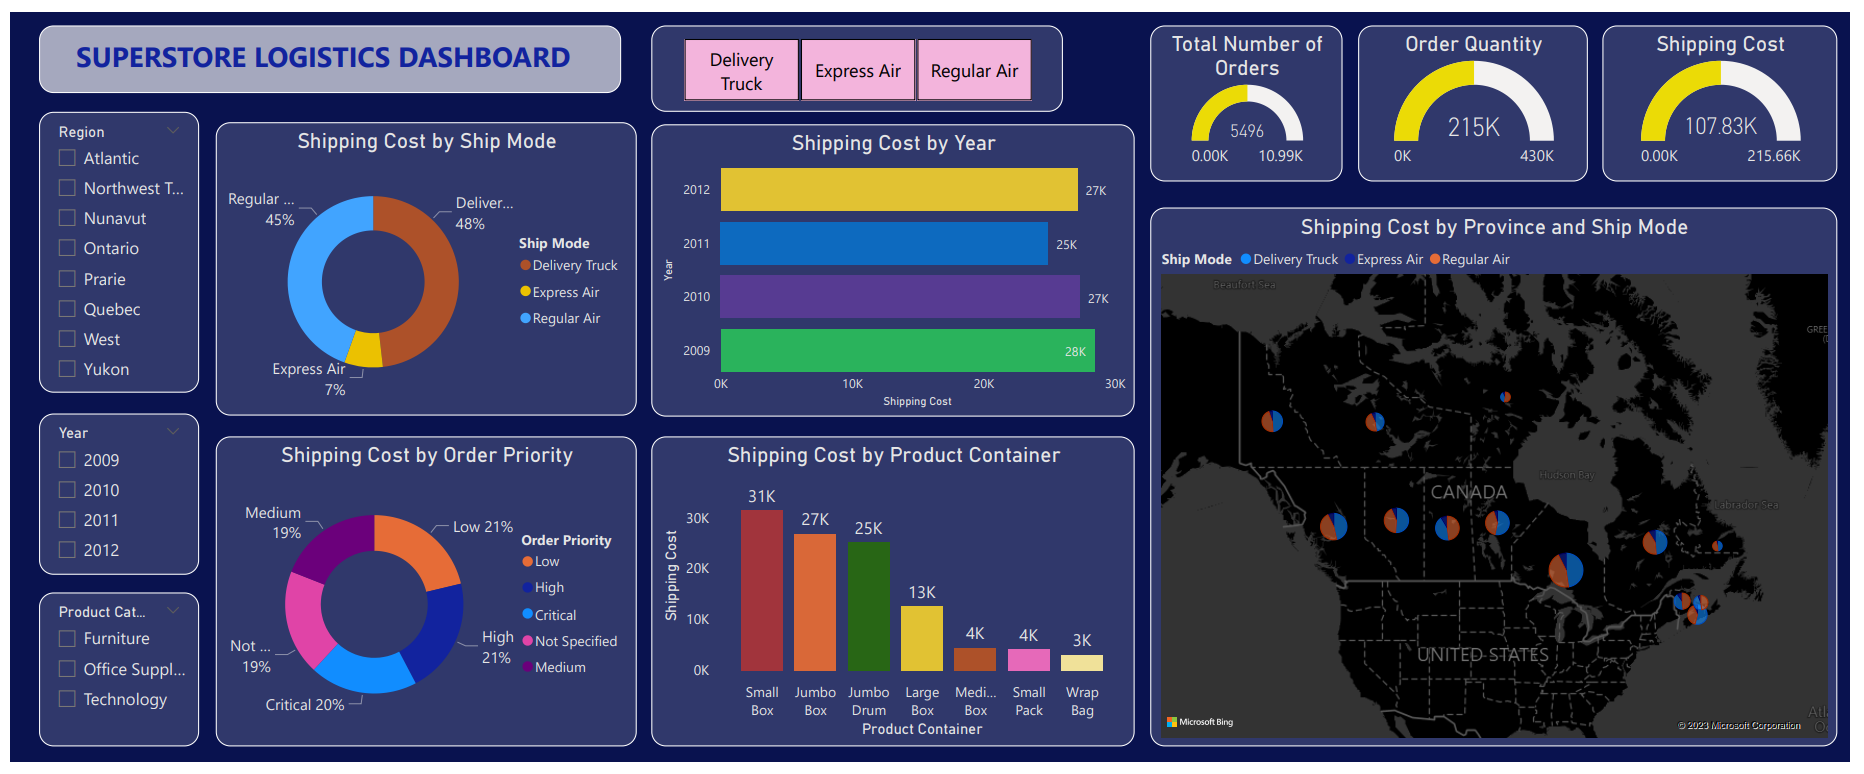 SUPERSTORE LOGISTICS DASHBOARD
Delivery
Truck
Express Air
Regular Air
Total Number of
Orders
5496
0.00K
10.99K
Order Quantity
215K
0K
430K
Shipping Cost
107.83K
0.00K
215.66K
Region
Atlantic
Northwest T...
Nunavut
Ontario
Prarie
Quebec
West
Yukon
Year
2009
2010
2011
2012
Product Cat...
Furniture
Office Suppl...
Technology
Shipping Cost by Ship Mode
Regular ...
45%
Deliver...
48%
Express Air
7%
Ship Mode
Delivery Truck
Express Air
Regular Air
Shipping Cost by Year
Year
2012
27K
2011
25K
2010
27K
2009
28K
0K
10K
20K
30K
Shipping Cost
Shipping Cost by Order Priority
Medium
19%
Low 21%
Not ...
19%
High
21%
Critical 20%
Order Priority
Low
High
Critical
Not Specified
Medium
Shipping Cost by Product Container
Shipping Cost
30K
20K
10K
0K
31K
27K
25K
13K
4K
4K
3K
Small
Box
Jumbo
Box
Jumbo
Drum
Large
Box
Medi...
Box
Small
Pack
Wrap
Bag
Product Container
Shipping Cost by Province and Ship Mode
Ship Mode
Delivery Truck
Express Air
Regular Air
Beaufort Sea
GREE
Hudson Bay
CANADA
Labrador Sea
UNITED STATES
Microsoft Bing
© 2023 Microsoft Corporation